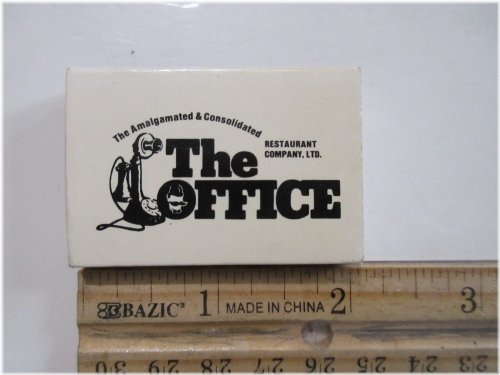 The Amalgamated & Consolidated
RESTAURANT
COMPANY, LTD.
The
OFFICE
BAZIC® 1 MADE IN CHINA 2 3
30 29 28 27 26 25 24 23 22